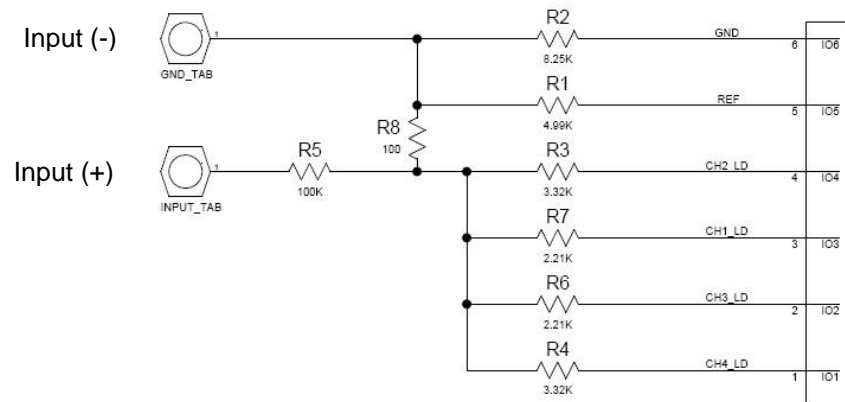 Input (-)
1
GND_TAB
R2
8.25K
GND
6
IO6
R1
4.99K
REF
5
IO5
R8
100
Input (+)
1
INPUT_TAB
R5
100K
R3
3.32K
CH2_LD
4
IO4
R7
2.21K
CH1_LD
3
IO3
R6
2.21K
CH3_LD
2
IO2
R4
3.32K
CH4_LD
1
IO1